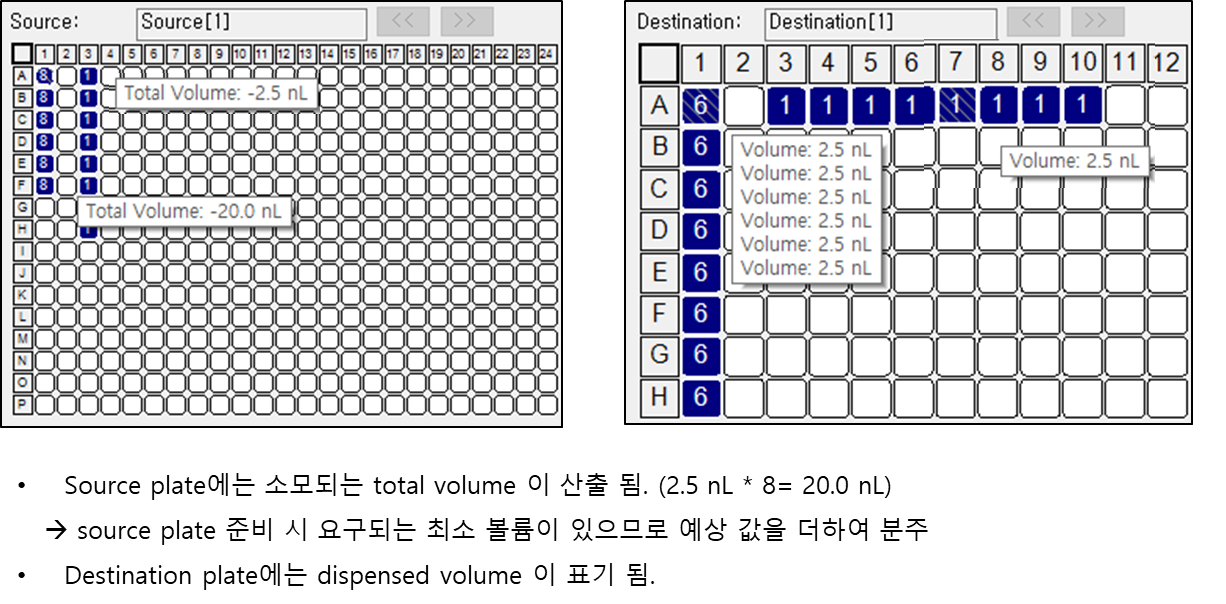 Source: Source[1] << >>
1 2 3 4 5 6 7 8 9 10 11 12 13 14 15 16 17 18 19 20 21 22 23 24
A 8 1
Total Volume: -2.5 nL
B 8 1
C 8 1
D 8 1
E 8 1
F 8 1
G
Total Volume: -20.0 nL
H 1
I
J
K
L
M
N
O
P
Destination: Destination[1] << >>
1 2 3 4 5 6 7 8 9 10 11 12
A 6 1 1 1 1 1 1 1 1
B 6
C 6
D 6
E 6
F 6
G 6
H 6
Volume: 2.5 nL
Volume: 2.5 nL
Volume: 2.5 nL
Volume: 2.5 nL
Volume: 2.5 nL
Volume: 2.5 nL
Volume: 2.5 nL
• Source plate에는 소모되는 total volume 이 산출 됨. (2.5 nL * 8= 20.0 nL)
→ source plate 준비 시 요구되는 최소 볼륨이 있으므로 예상 값을 더하여 분주
• Destination plate에는 dispensed volume 이 표기 됨.